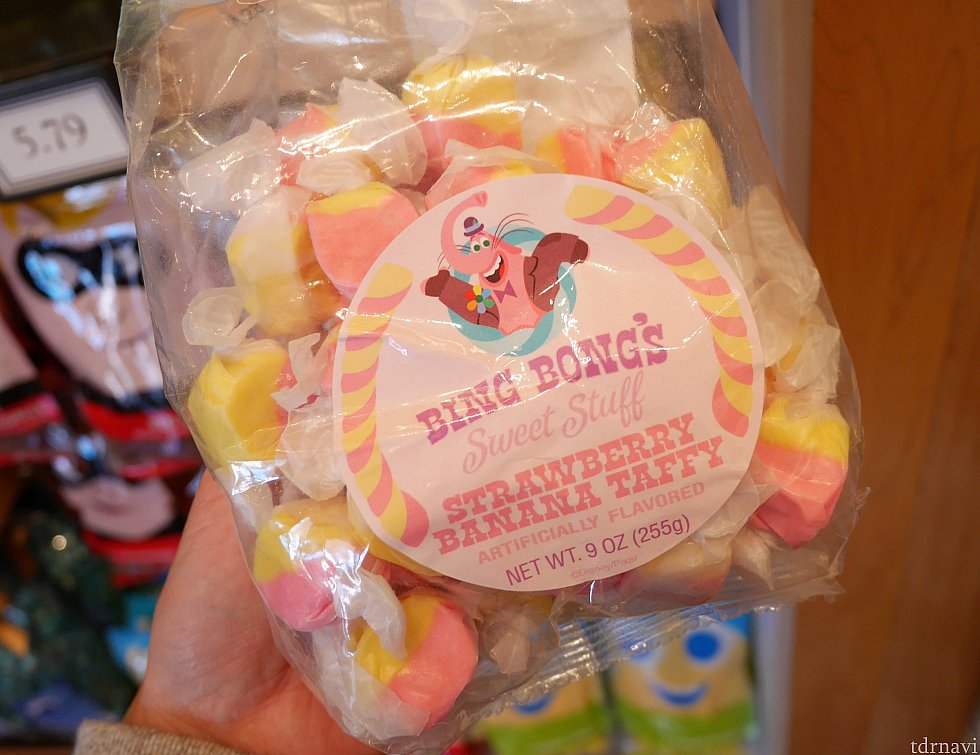 5.79
BING BONG'S
Sweet Stuff
STRAWBERRY
BANANA TAFFY
ARTIFICIALLY FLAVORED
NET WT. 9 OZ (255g)
©Disney/Pixar
tdrnavi